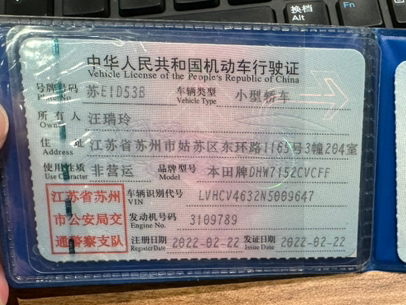 换档
Alt
中华人民共和国机动车行驶证
Vehicle License of the People's Republic of China
号牌号码 苏E1D53B 车辆类型 小型轿车
Plate No. Vehicle Type
所有人 汪瑞玲
Owner
住址 江苏省苏州市姑苏区东环路1165号3幢204室
Address
使用性质 非营运 品牌型号 本田牌DHW7152CVCFF
Use Character Model
江苏省苏州市公安局交通警察支队
车辆识别代号 LVHCV4632N5009647
VIN
发动机号码 3109789
Engine No.
注册日期 2022-02-22 发证日期 2022-02-22
Register Date Issue Date